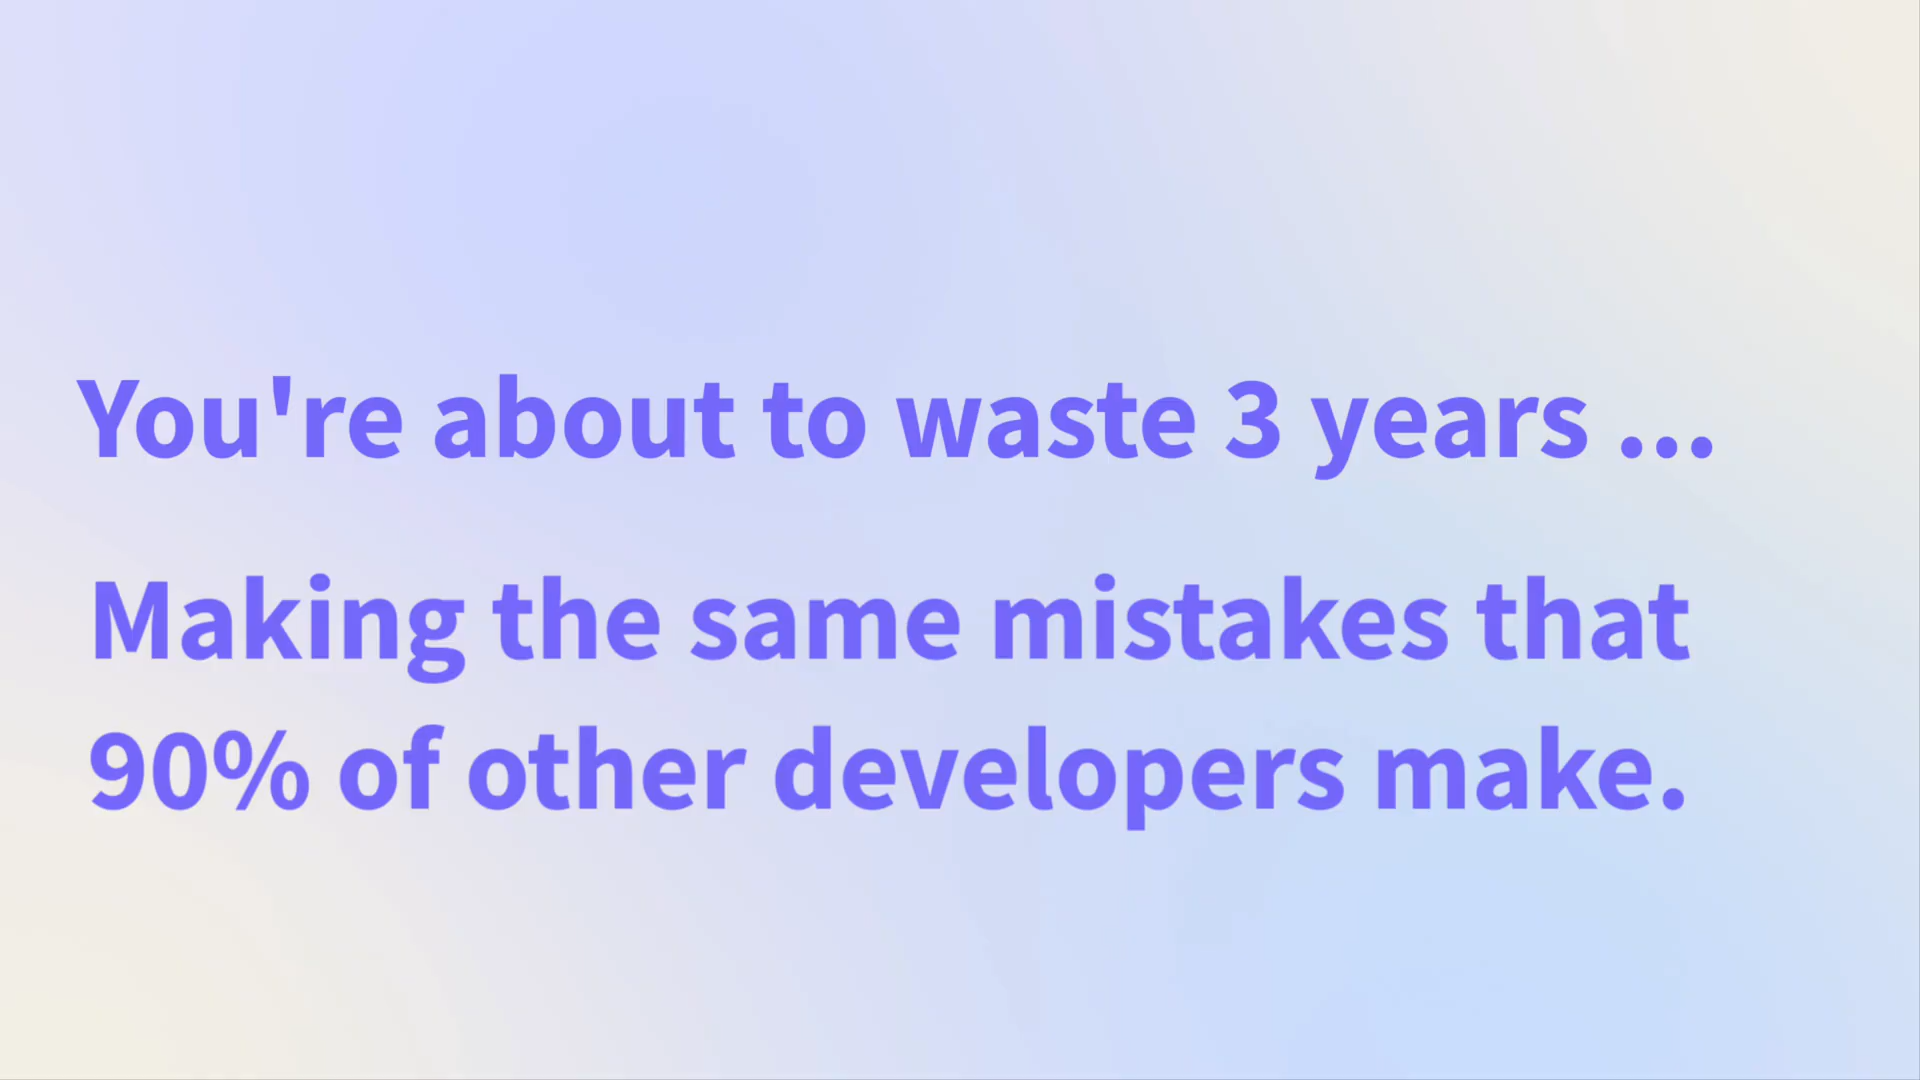 You're about to waste 3 years ...
Making the same mistakes that
90% of other developers make.